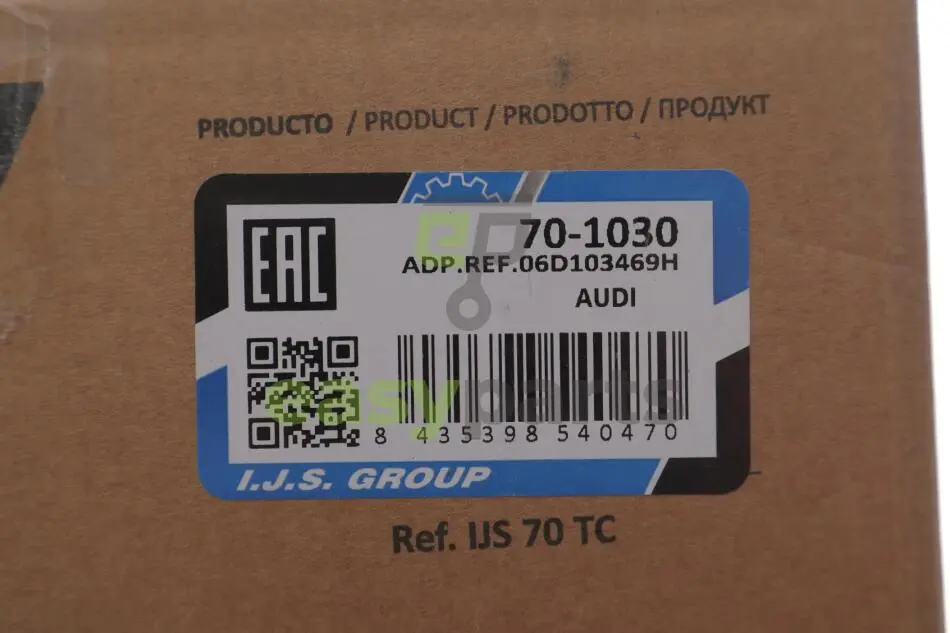 PRODUCTO / PRODUCT / PRODOTTO / ПРОДУКТ
EAC
70-1030
ADP.REF.06D103469H
AUDI
easyparts
8 435398 540470
I.J.S. GROUP
Ref. IJS 70 TC